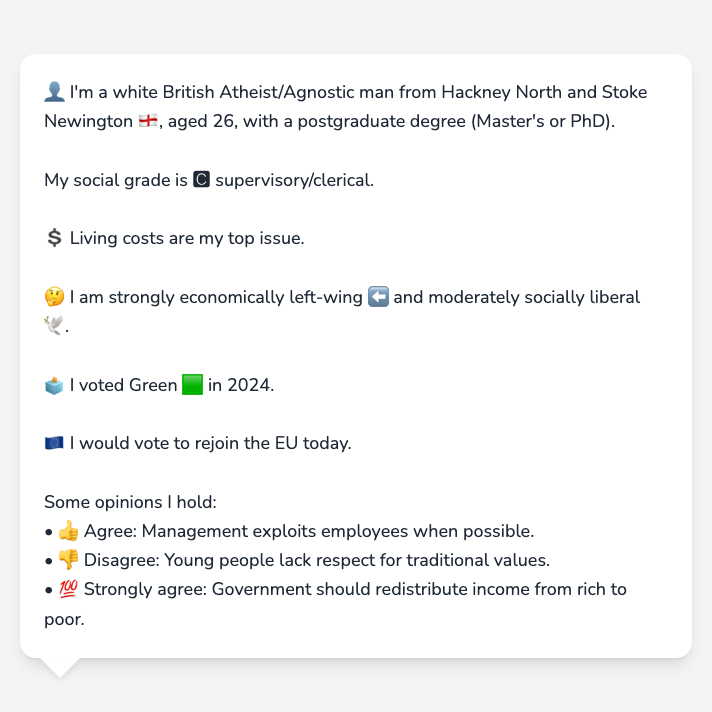 👤 I'm a white British Atheist/Agnostic man from Hackney North and Stoke
Newington 🏴󠁧󠁢󠁥󠁮󠁧󠁿, aged 26, with a postgraduate degree (Master's or PhD).
My social grade is 🅲 supervisory/clerical.
💲 Living costs are my top issue.
🤔 I am strongly economically left-wing ⬅️ and moderately socially liberal
🕊️.
🗳️ I voted Green 🟩 in 2024.
🇪🇺 I would vote to rejoin the EU today.
Some opinions I hold:
• 👍 Agree: Management exploits employees when possible.
• 👎 Disagree: Young people lack respect for traditional values.
• 💯 Strongly agree: Government should redistribute income from rich to
poor.